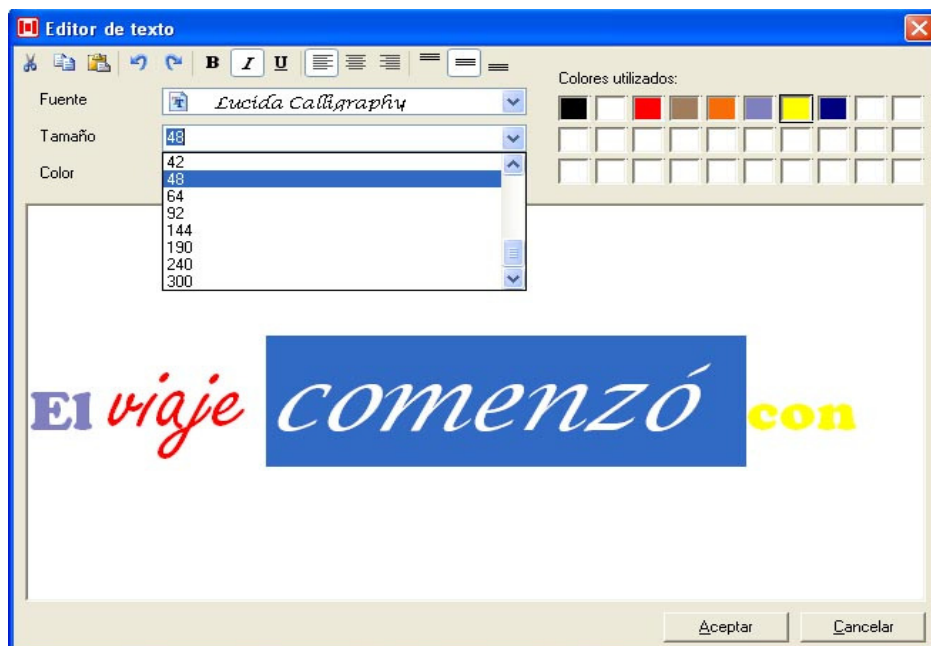 Editor de texto
B I U
Colores utilizados:
Fuente
Lucida Calligraphy
Tamaño
48
Color
42
48
64
92
144
190
240
300
El viaje comenzó con
Aceptar
Cancelar